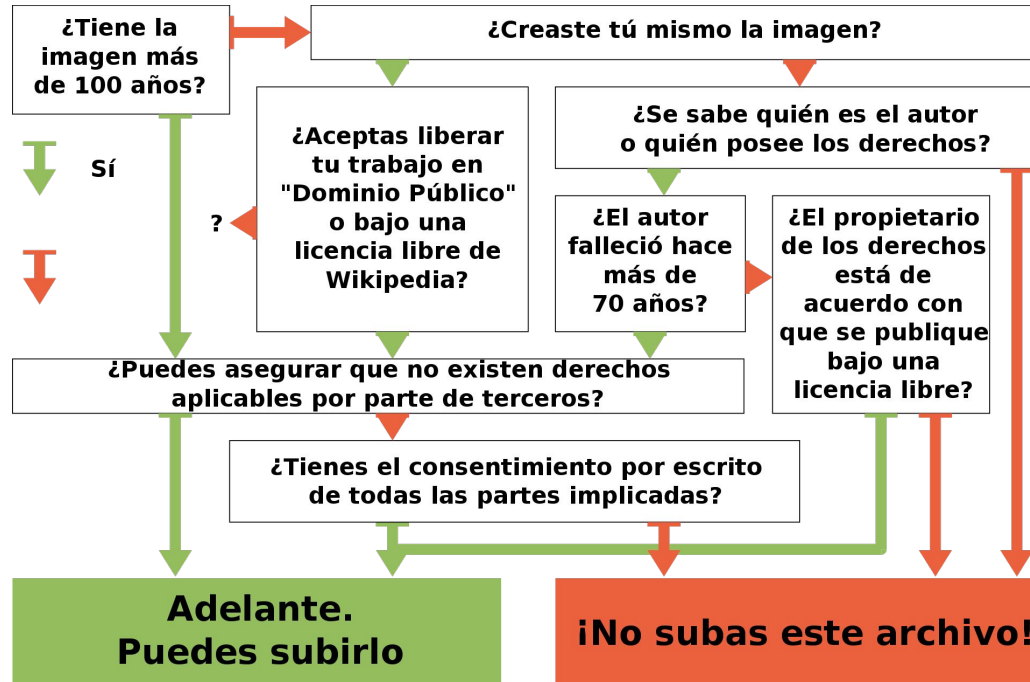 ¿Tiene la
imagen más
de 100 años?
¿Creaste tú mismo la imagen?
Sí
¿Aceptas liberar
tu trabajo en
"Dominio Público"
o bajo una
licencia libre de
Wikipedia?
?
¿Se sabe quién es el autor
o quién posee los derechos?
¿El autor
falleció hace
más de
70 años?
¿El propietario
de los derechos
está de
acuerdo con
que se publique
bajo una
licencia libre?
¿Puedes asegurar que no existen derechos
aplicables por parte de terceros?
¿Tienes el consentimiento por escrito
de todas las partes implicadas?
Adelante.
Puedes subirlo
¡No subas este archivo!